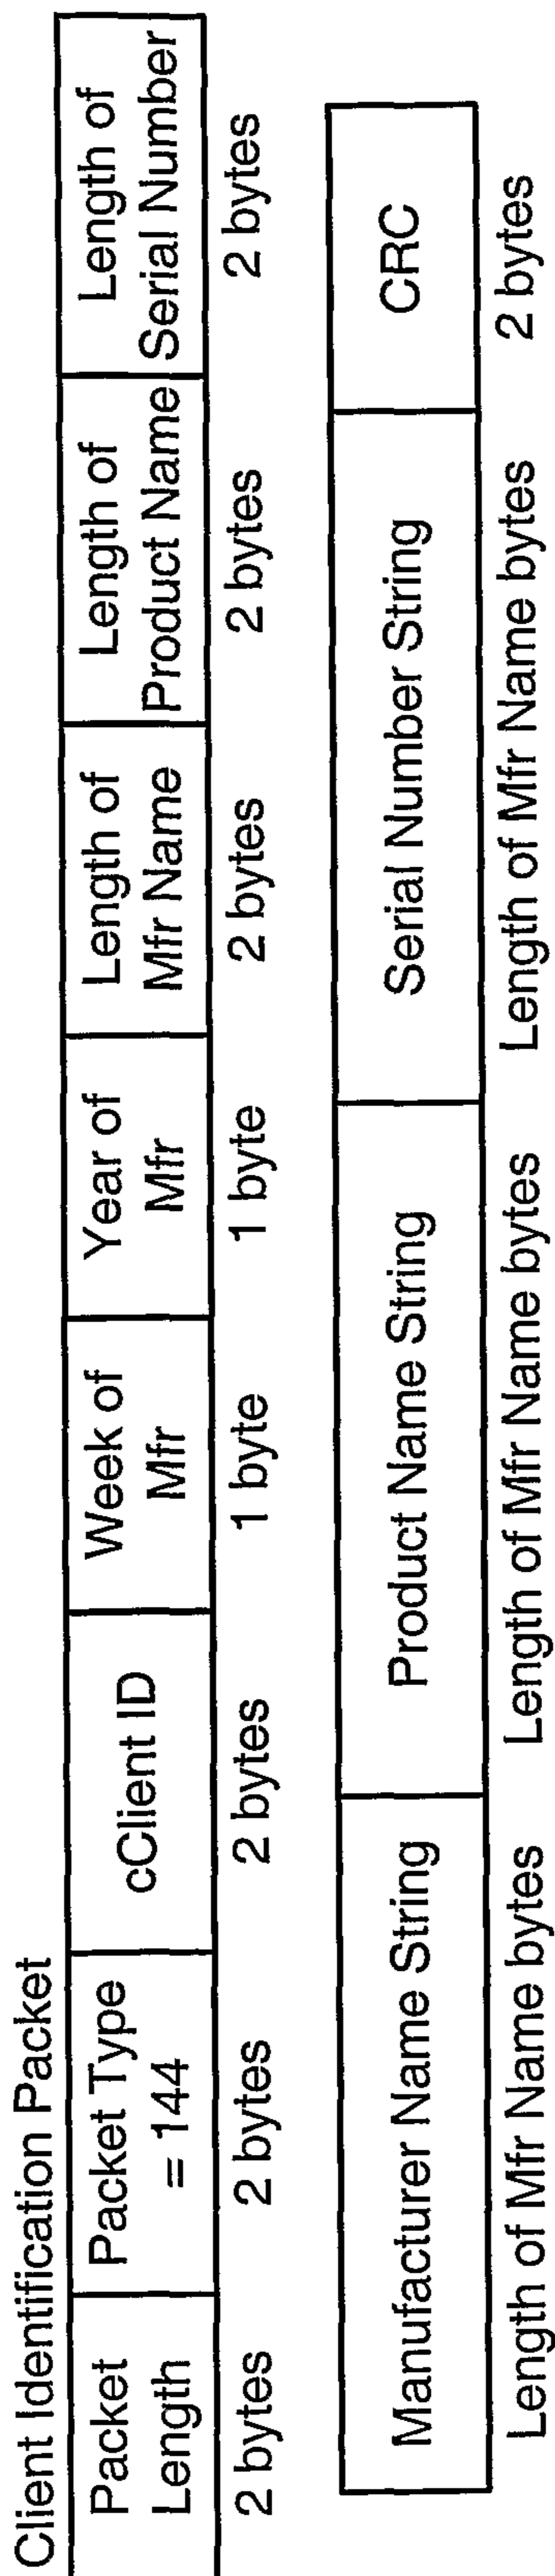 Client Identification Packet
Packet
Length
Packet Type
= 144
cClient ID
Week of
Mfr
Year of
Mfr
Length of
Mfr Name
Length of
Product Name
Length of
Serial Number
2 bytes
2 bytes
2 bytes
1 byte
1 byte
2 bytes
2 bytes
2 bytes
Manufacturer Name String
Product Name String
Serial Number String
CRC
Length of Mfr Name bytes
Length of Mfr Name bytes
Length of Mfr Name bytes
2 bytes